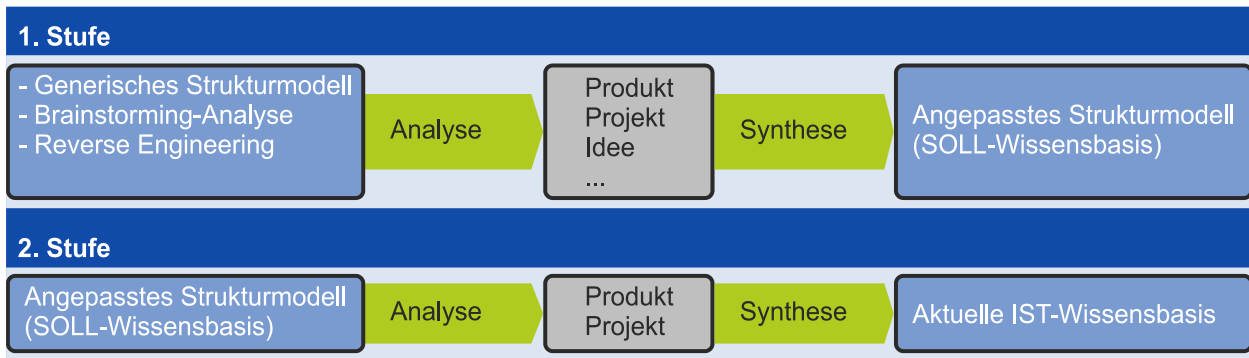 1. Stufe
- Generisches Strukturmodell
- Brainstorming-Analyse
- Reverse Engineering
Analyse
Produkt
Projekt
Idee
...
Synthese
Angepasstes Strukturmodell
(SOLL-Wissensbasis)
2. Stufe
Angepasstes Strukturmodell
(SOLL-Wissensbasis)
Analyse
Produkt
Projekt
Synthese
Aktuelle IST-Wissensbasis